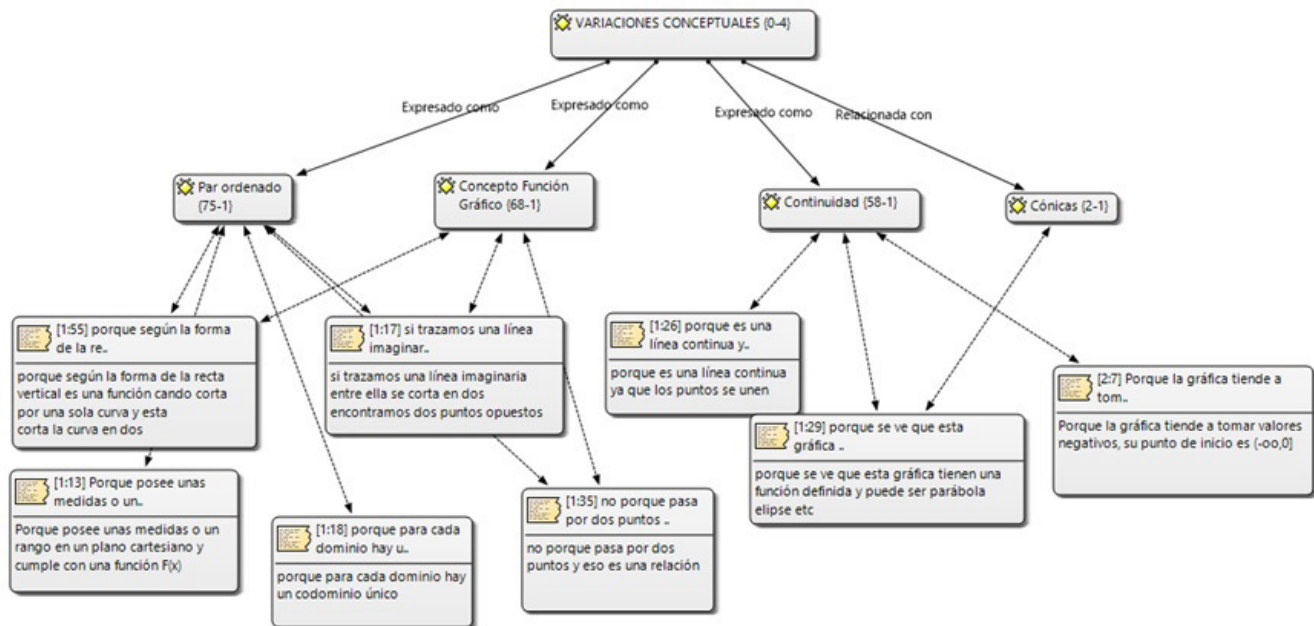 VARIACIONES CONCEPTUALES {0-4}
Expresado como
Expresado como
Expresado como
Relacionada con
Par ordenado
{75-1}
Concepto Función
Gráfico {68-1}
Continuidad {58-1}
Cónicas {2-1}
[1:55] porque según la forma
de la re..
porque según la forma de la recta
vertical es una función cando corta
por una sola curva y esta
corta la curva en dos
[1:17] si trazamos una línea
imaginar..
si trazamos una línea imaginaria
entre ella se corta en dos
encontramos dos puntos opuestos
[1:26] porque es una
línea continua y..
porque es una línea continua
ya que los puntos se unen
[2:7] Porque la gráfica tiende a
tom..
Porque la gráfica tiende a tomar valores
negativos, su punto de inicio es (-oo,0]
[1:29] porque se ve que esta
gráfica ..
porque se ve que esta gráfica tienen una
función definida y puede ser parábola
elipse etc
[1:13] Porque posee unas
medidas o un..
Porque posee unas medidas o un
rango en un plano cartesiano y
cumple con una función F(x)
[1:18] porque para cada
dominio hay u..
porque para cada dominio hay
un codominio único
[1:35] no porque pasa
por dos puntos ..
no porque pasa por dos
puntos y eso es una relación